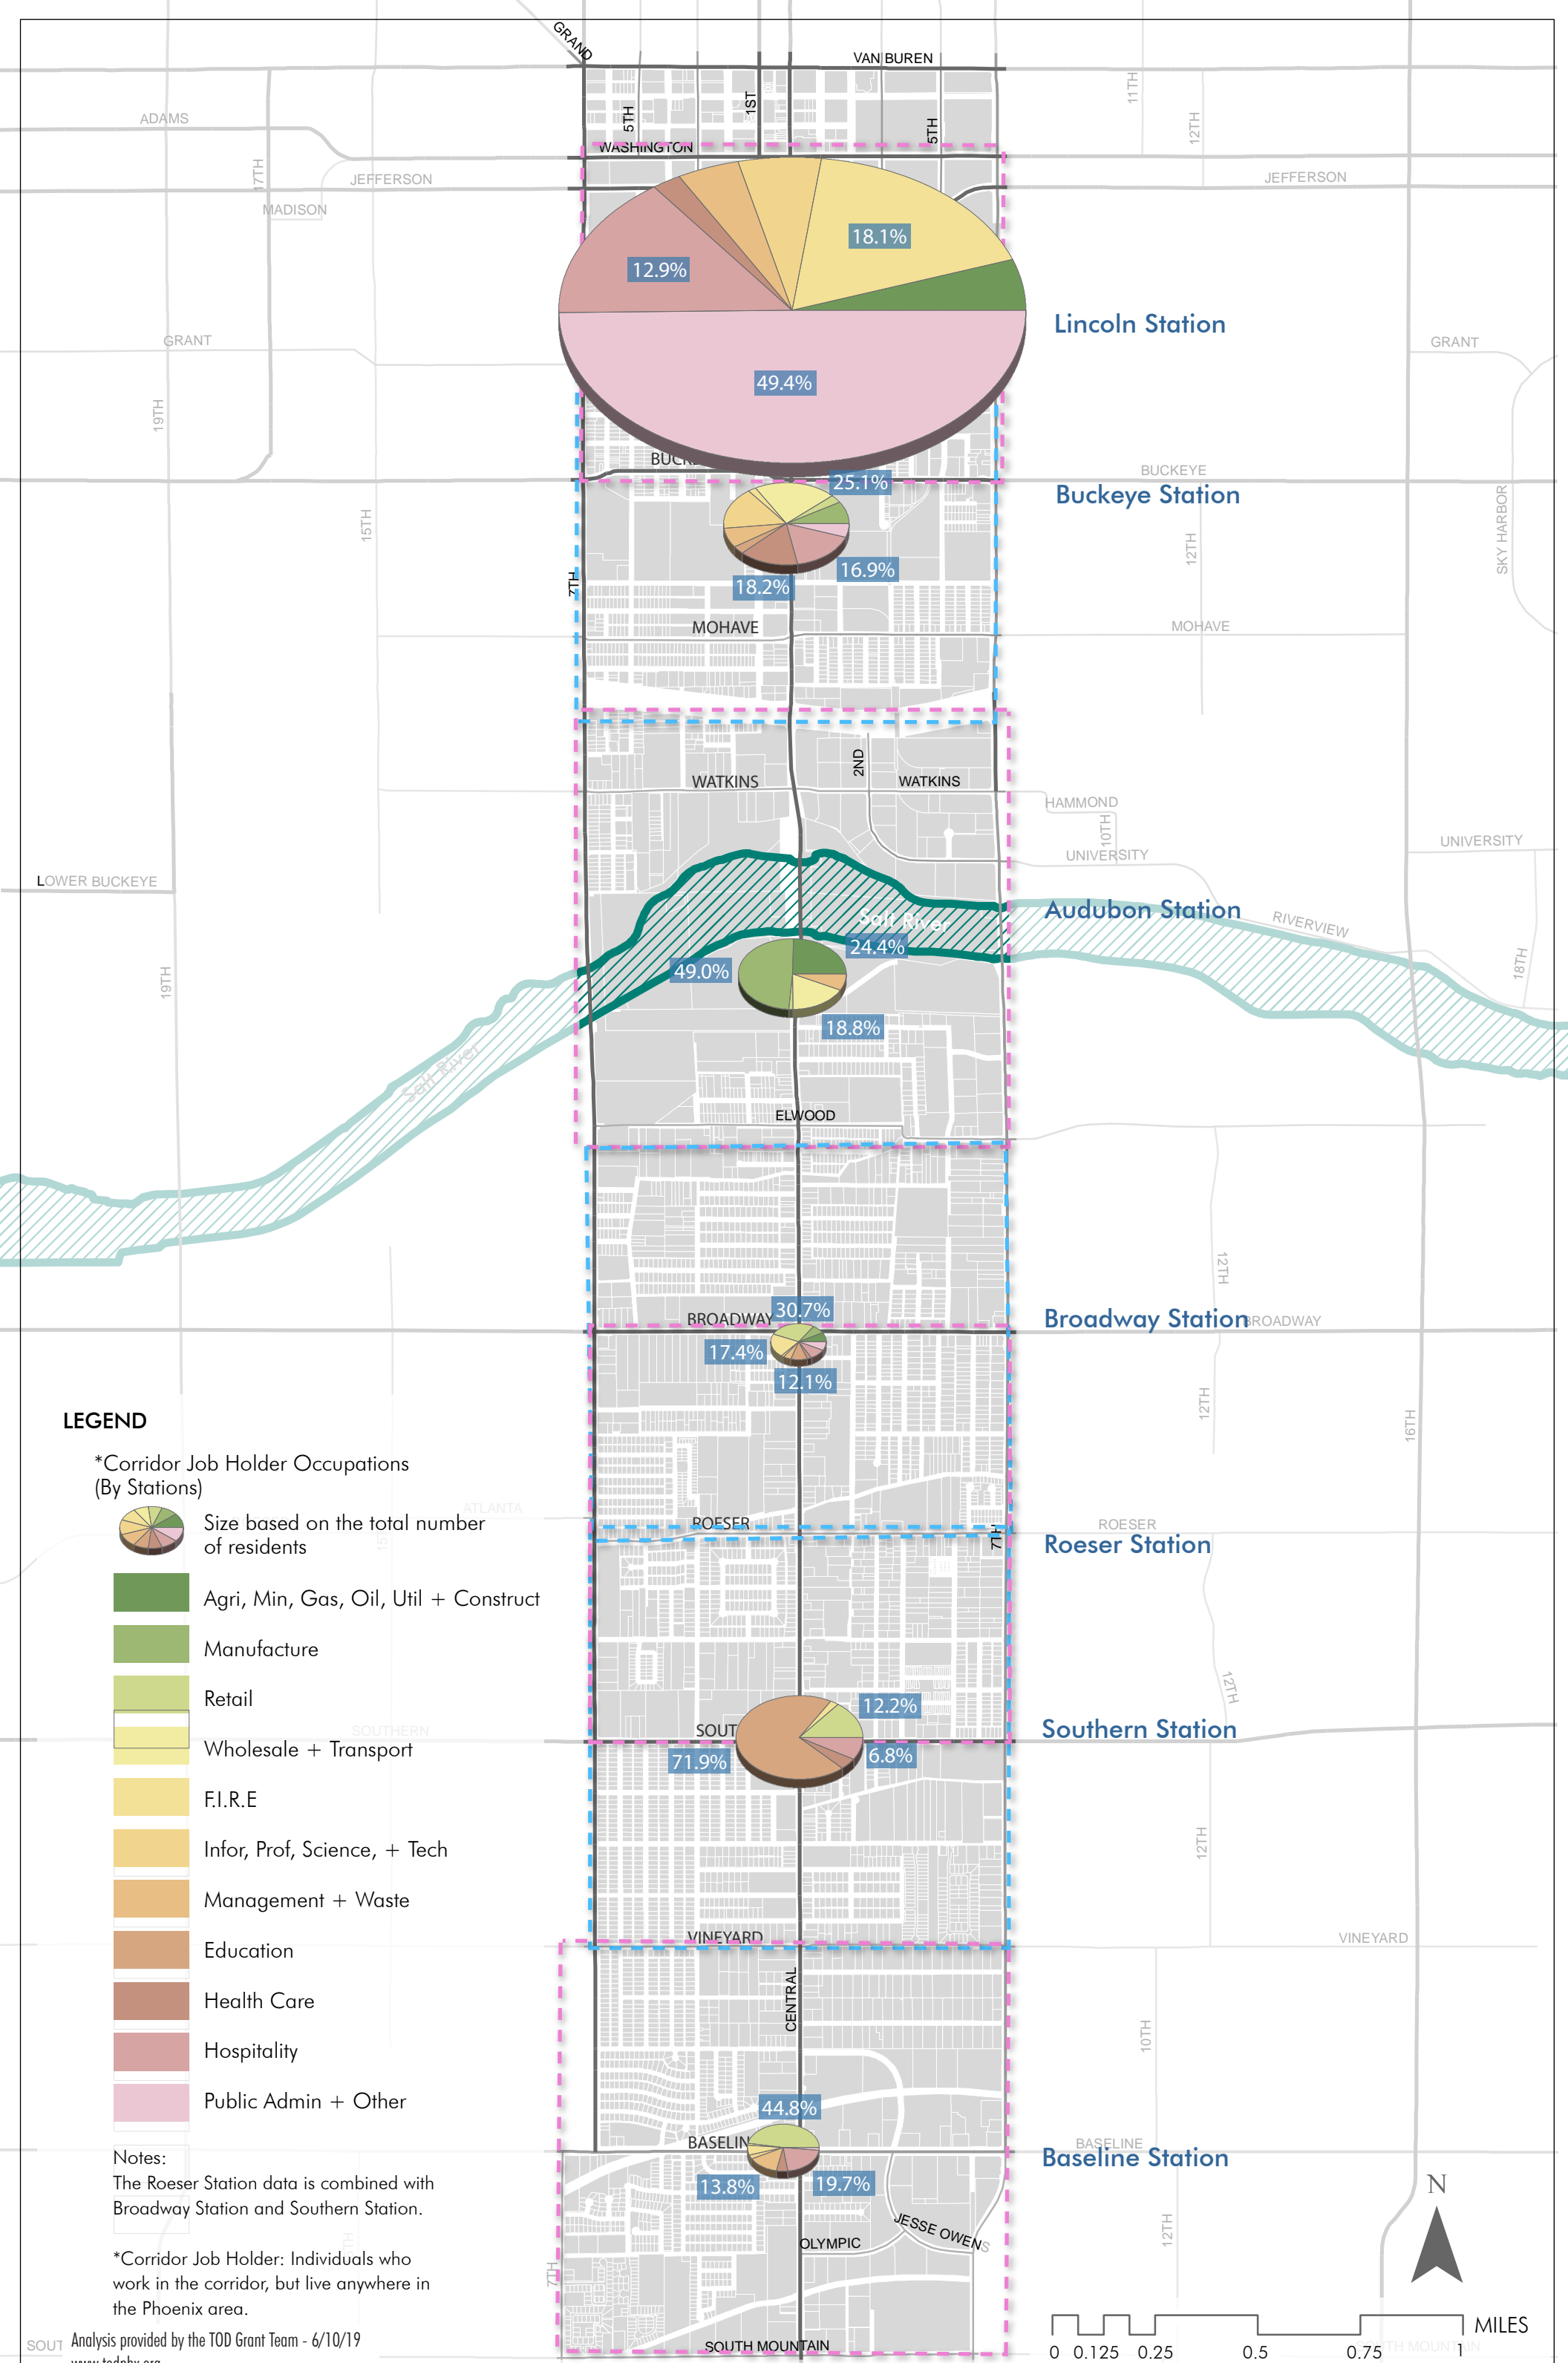 GRAND
VAN BUREN
5TH
1ST
5TH
11TH
12TH
ADAMS
WASHINGTON
17TH
JEFFERSON
JEFFERSON
MADISON
18.1%
12.9%
Lincoln Station
GRANT
GRANT
49.4%
19TH
BUCKEYE
25.1%
Buckeye Station
15TH
SKY HARBOR
12TH
16.9%
18.2%
7TH
MOHAVE
MOHAVE
2ND
WATKINS
WATKINS
HAMMOND
10TH
UNIVERSITY
UNIVERSITY
LOWER BUCKEYE
Audubon Station
Salt River
RIVERVIEW
24.4%
49.0%
19TH
18TH
18.8%
Salt River
ELWOOD
12TH
30.7%
BROADWAY
Broadway Station
BROADWAY
17.4%
12.1%
12TH
16TH
LEGEND
*Corridor Job Holder Occupations
(By Stations)
ATLANTA
Size based on the total number
of residents
ROESER
7TH
ROESER
Roeser Station
Agri, Min, Gas, Oil, Util + Construct
Manufacture
Retail
12TH
12.2%
SOUTHERN
SOUT
Southern Station
Wholesale + Transport
71.9%
6.8%
F.I.R.E
Infor, Prof, Science, + Tech
12TH
Management + Waste
VINEYARD
VINEYARD
Education
CENTRAL
Health Care
10TH
Hospitality
Public Admin + Other
44.8%
BASELIN
BASELINE
Baseline Station
Notes:
The Roeser Station data is combined with
Broadway Station and Southern Station.
13.8%
19.7%
N
JESSE OWENS
OLYMPIC
12TH
7TH
*Corridor Job Holder: Individuals who
work in the corridor, but live anywhere in
the Phoenix area.
Analysis provided by the TOD Grant Team - 6/10/19
SOUT
SOUTH MOUNTAIN
SOUTH MOUNTAIN
MILES
0 0.125 0.25 0.5 0.75 1